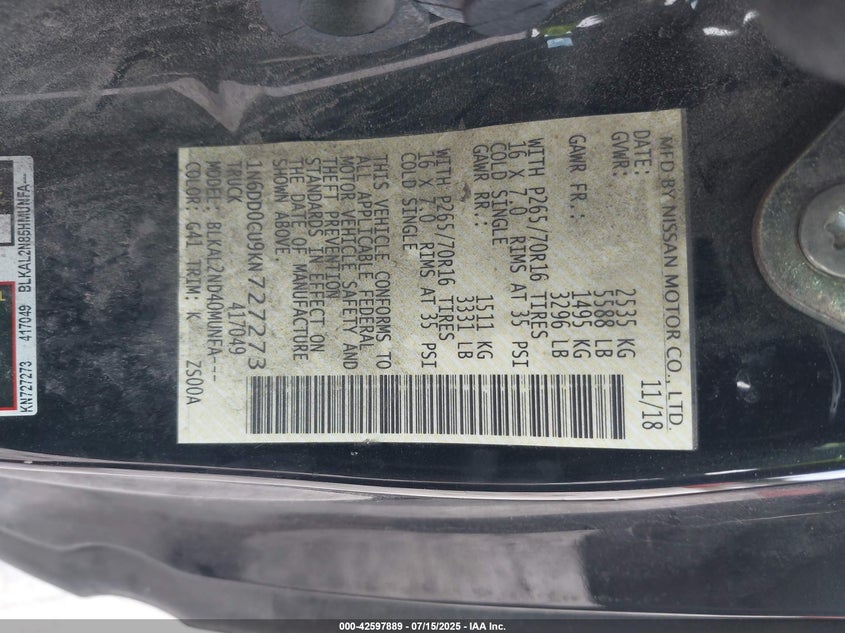 MFD BY NISSAN MOTOR CO., LTD.
DATE: 11/18
GVWR: 2535 KG
5588 LB
GAWR FR.: 1495 KG
3296 LB
WITH P265/70R16 TIRES
16 X 7.0 RIMS AT 35 PSI
COLD SINGLE
GAWR RR.: 1511 KG
3331 LB
WITH P265/70R16 TIRES
16 X 7.0 RIMS AT 35 PSI
COLD SINGLE
THIS VEHICLE CONFORMS TO
ALL APPLICABLE FEDERAL
MOTOR VEHICLE SAFETY AND
THEFT PREVENTION
STANDARDS IN EFFECT ON
THE DATE OF MANUFACTURE
SHOWN ABOVE.
1N6DD0CU9KN727273
TRUCK 417049
MODEL: BLKAL2ND4DMUNFA---
COLOR: G41 TRIM: K ZS00A
KN727273 417049 BLKAL2N85HMUNFA--
000-42597889 - 07/15/2025 - IAA Inc.